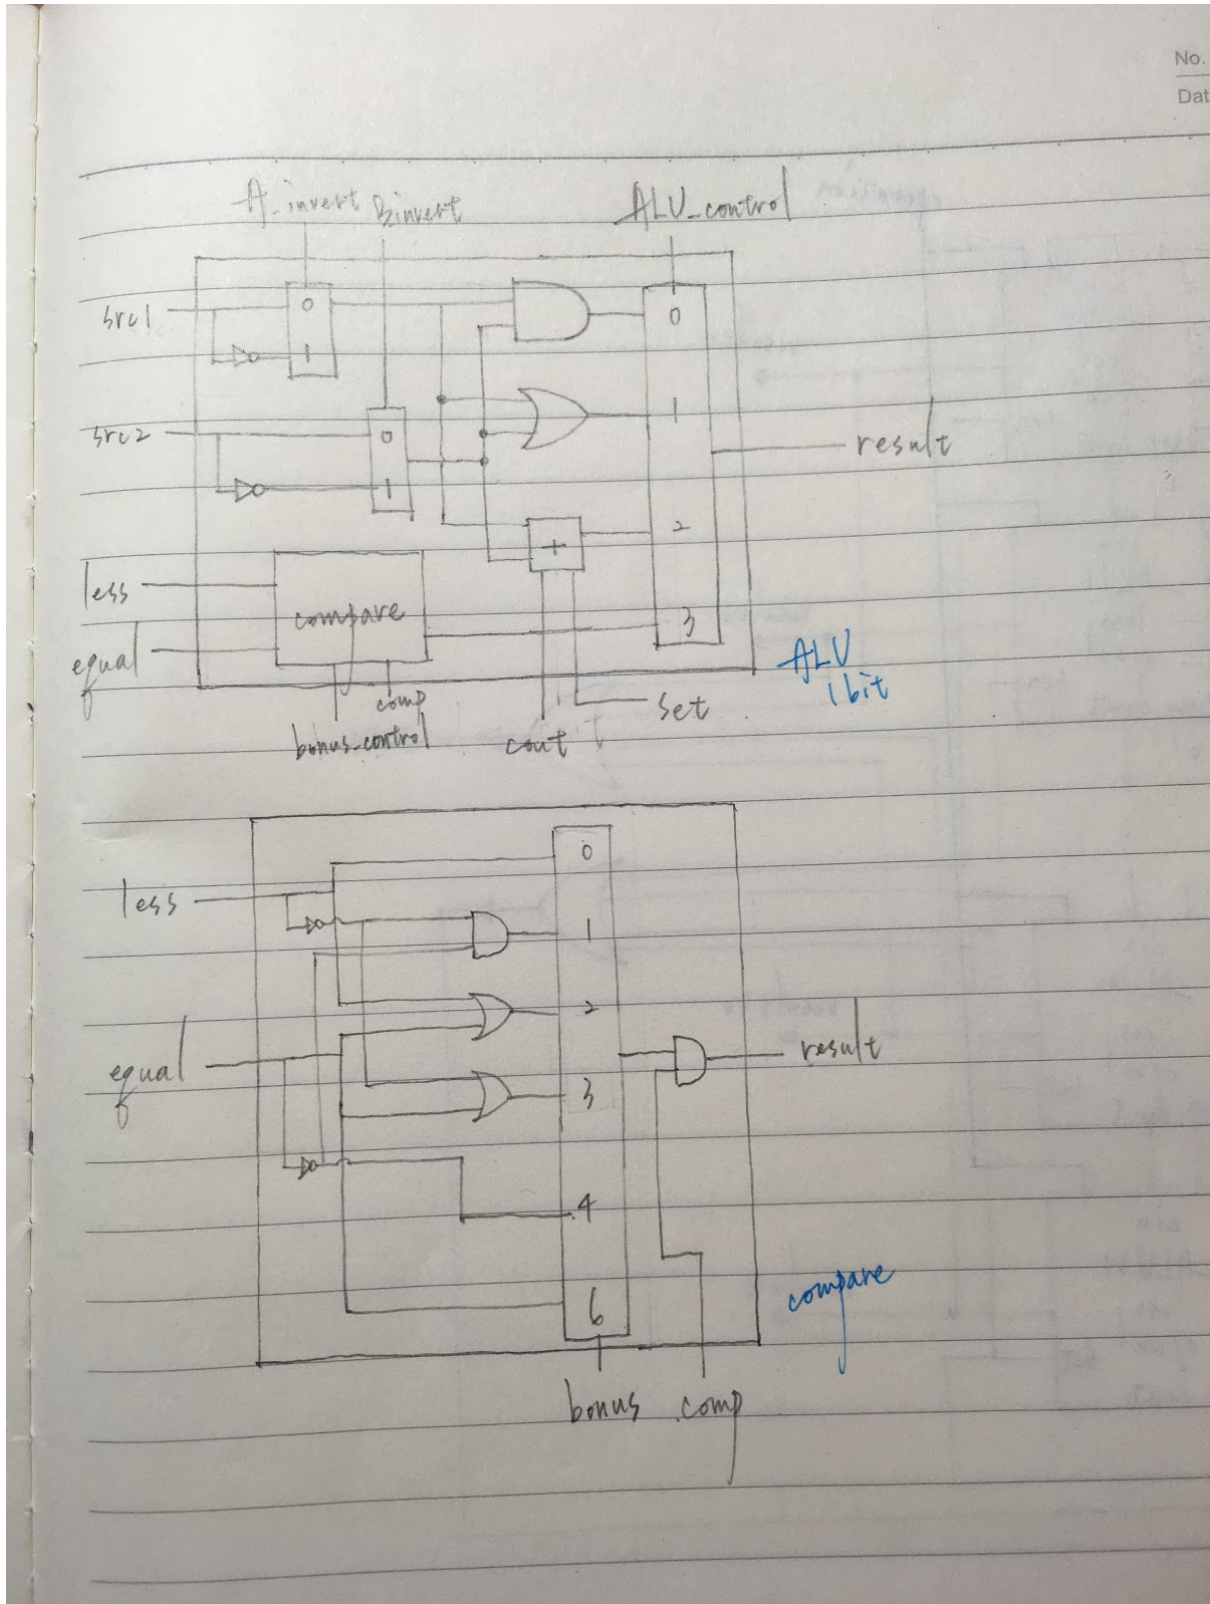 No.
Dat
A_invert Binvert ALU_control
src1
0
1
0
src2
0
1
1
result
2
+
less
compare
3
equal
ALU
1bit
comp
set
bonus_control
cout
0
less
1
2
equal
result
3
4
compare
6
bonus comp